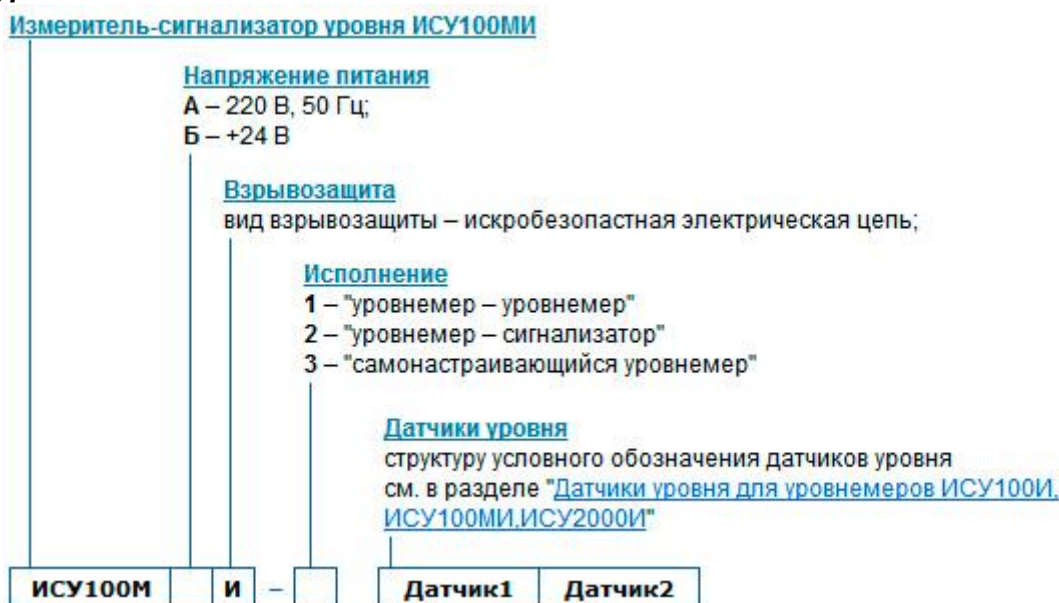 Измеритель-сигнализатор уровня ИСУ100МИ
Напряжение питания
А – 220 В, 50 Гц;
Б – +24 В
Взрывозащита
вид взрывозащиты – искробезопастная электрическая цепь;
Исполнение
1 – "уровнемер – уровнемер"
2 – "уровнемер – сигнализатор"
3 – "самонастраивающийся уровнемер"
Датчики уровня
структуру условного обозначения датчиков уровня
см. в разделе "Датчики уровня для уровнемеров ИСУ100И,
ИСУ100МИ,ИСУ2000И"
ИСУ100М И – Датчик1 Датчик2